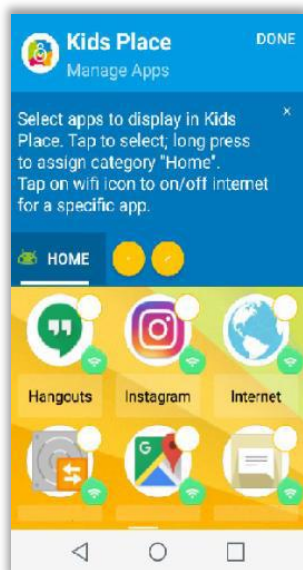 Kids Place
DONE
Manage Apps
Select apps to display in Kids
Place. Tap to select; long press
to assign category "Home".
Tap on wifi icon to on/off internet
for a specific app.
HOME
Hangouts Instagram Internet